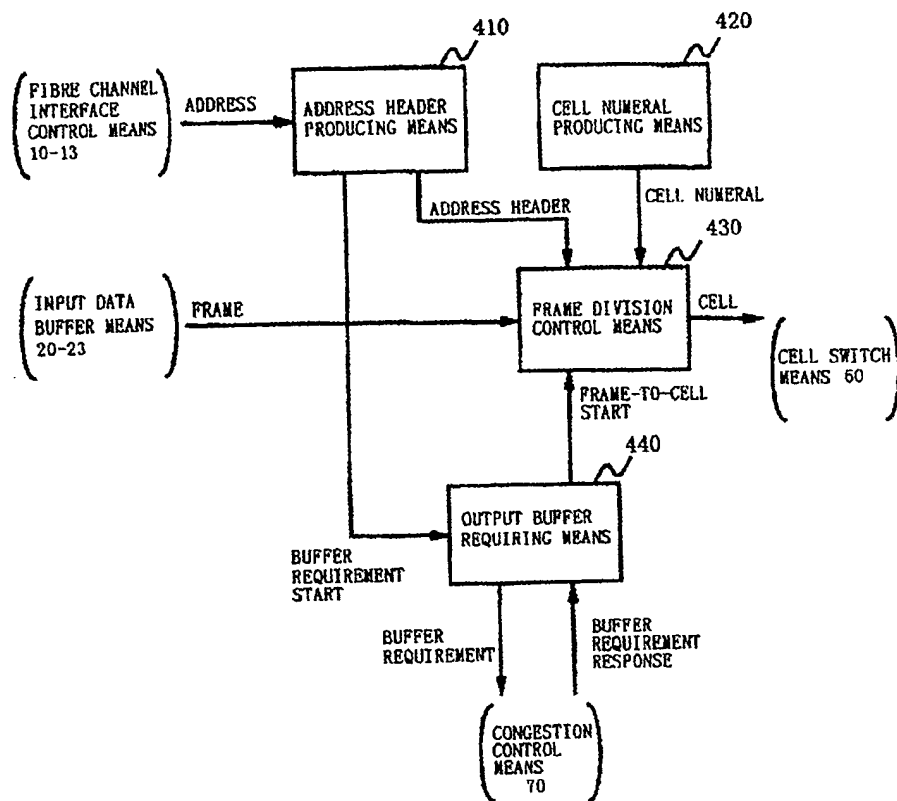 410
420
FIBRE CHANNEL
INTERFACE
CONTROL MEANS
10-13
ADDRESS
ADDRESS HEADER
PRODUCING MEANS
CELL NUMERAL
PRODUCING MEANS
ADDRESS HEADER
CELL NUMERAL
430
INPUT DATA
BUFFER MEANS
20-23
FRAME
FRAME DIVISION
CONTROL MEANS
CELL
CELL SWITCH
MEANS 60
FRAME-TO-CELL
START
440
OUTPUT BUFFER
REQUIRING MEANS
BUFFER
REQUIREMENT
START
BUFFER
REQUIREMENT
BUFFER
REQUIREMENT
RESPONSE
CONGESTION
CONTROL
MEANS
70